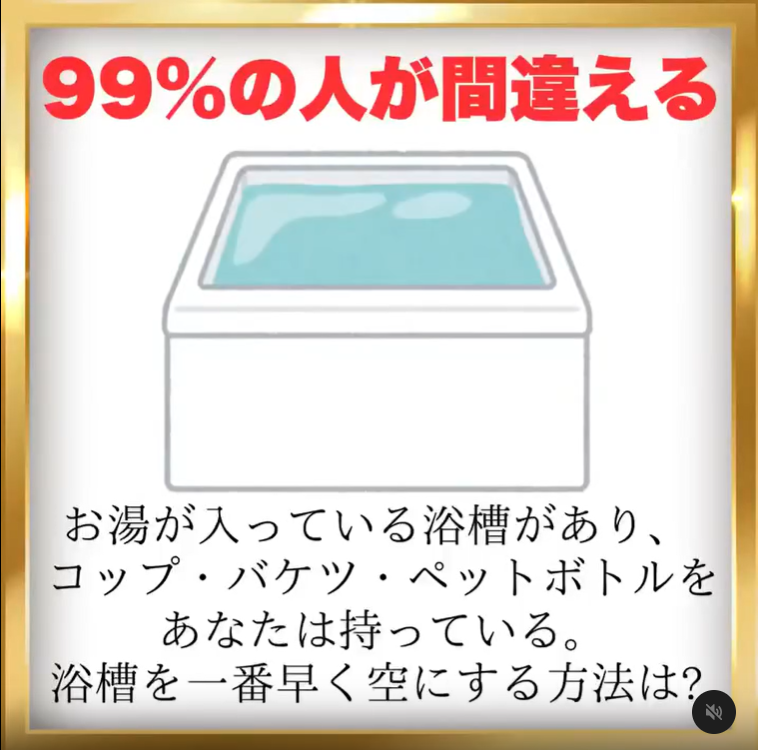 99%の人が間違える
お湯が入っている浴槽があり、
コップ・バケツ・ペットボトルを
あなたは持っている。
浴槽を一番早く空にする方法は?